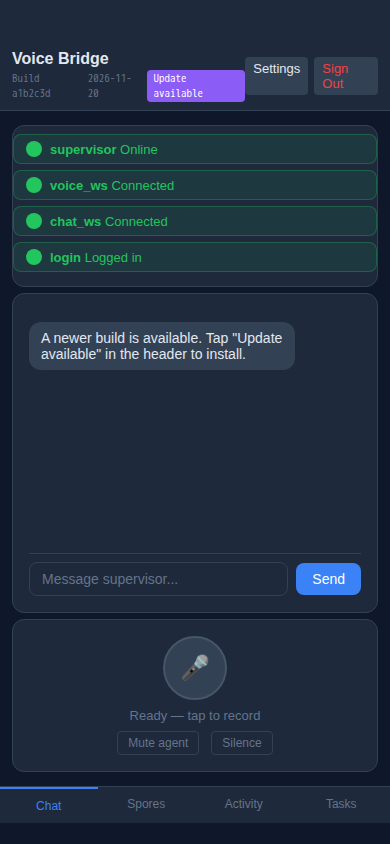 Voice Bridge
Build
a1b2c3d
2026-11-
20
Update
available
Settings
Sign
Out
supervisor Online
voice_ws Connected
chat_ws Connected
login Logged in
A newer build is available. Tap "Update
available" in the header to install.
Message supervisor...
Send
Ready — tap to record
Mute agent
Silence
Chat
Spores
Activity
Tasks